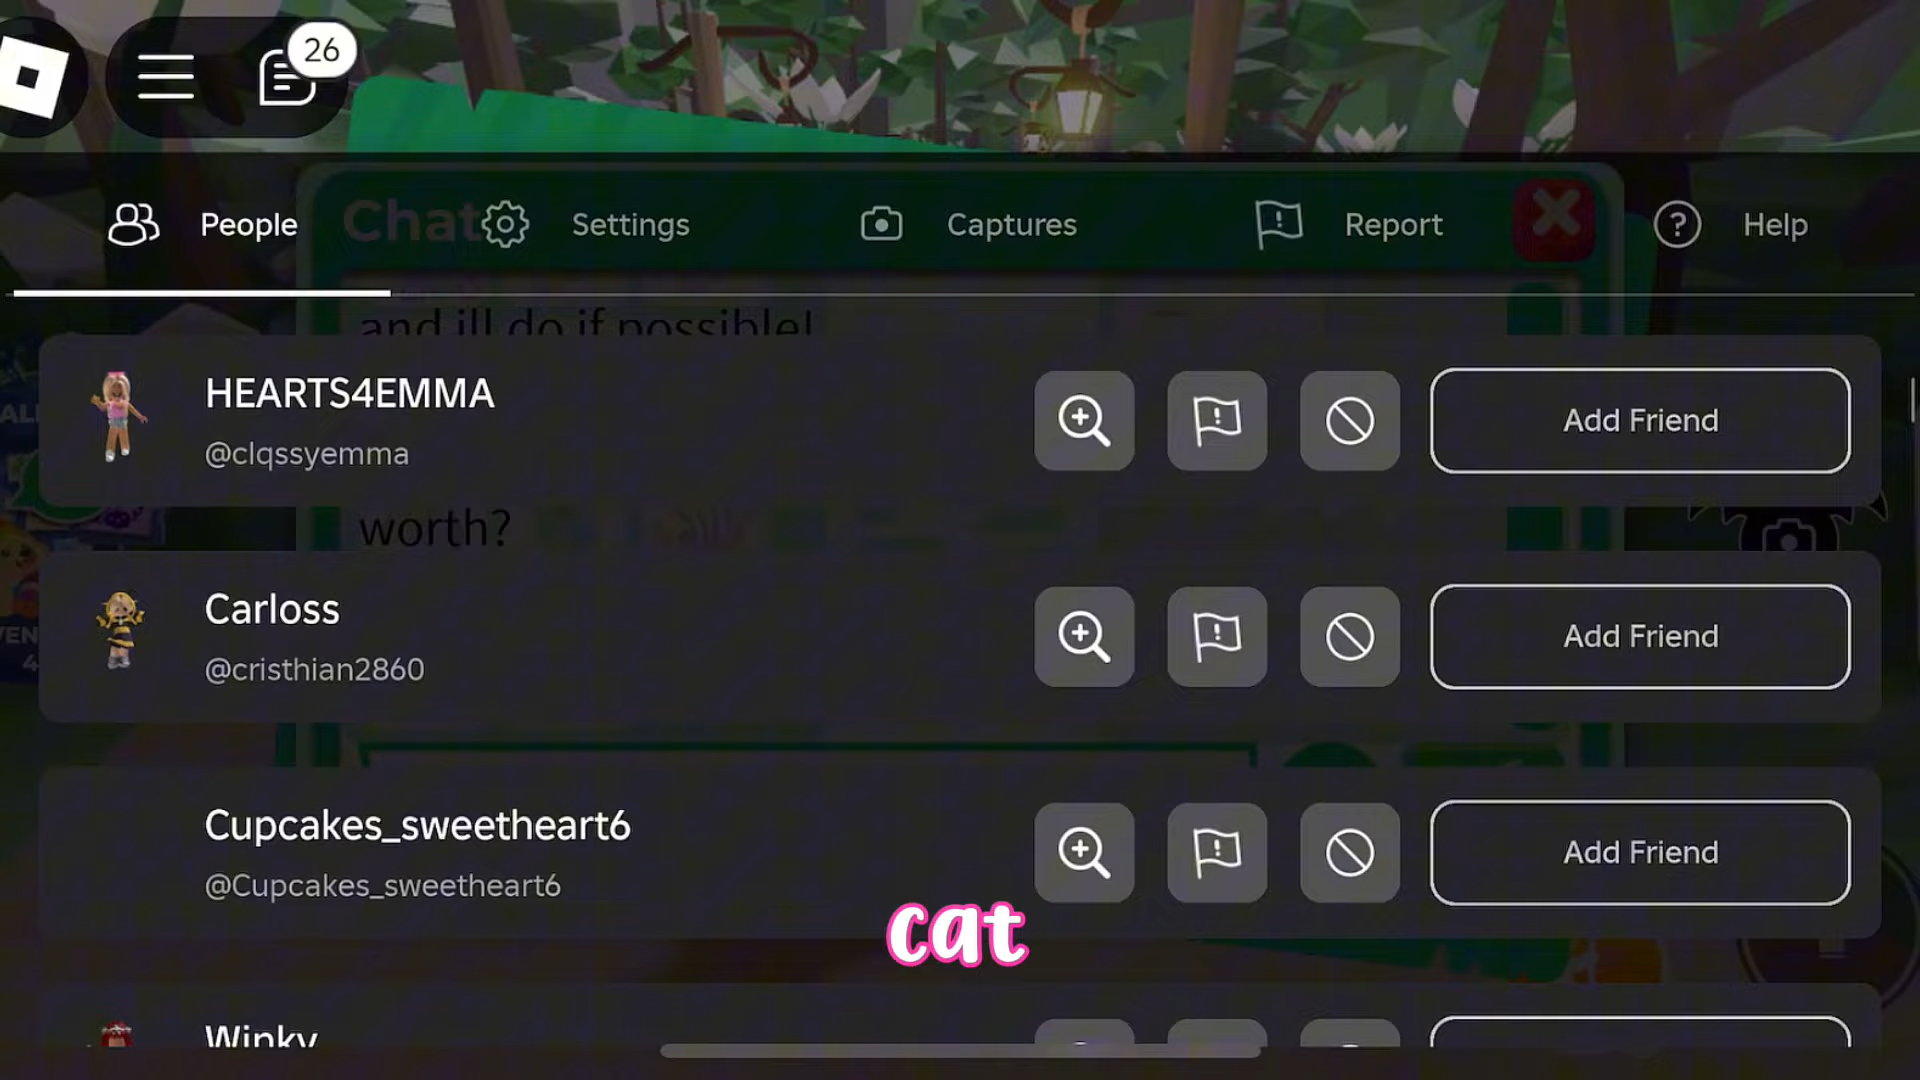 26
People
Chat
Settings
Captures
Report
Help
and ill do if possible!
HEARTS4EMMA
@clqssyemma
Add Friend
worth?
Carloss
@cristhian2860
Add Friend
Cupcakes_sweetheart6
@Cupcakes_sweetheart6
Add Friend
cat
Winky